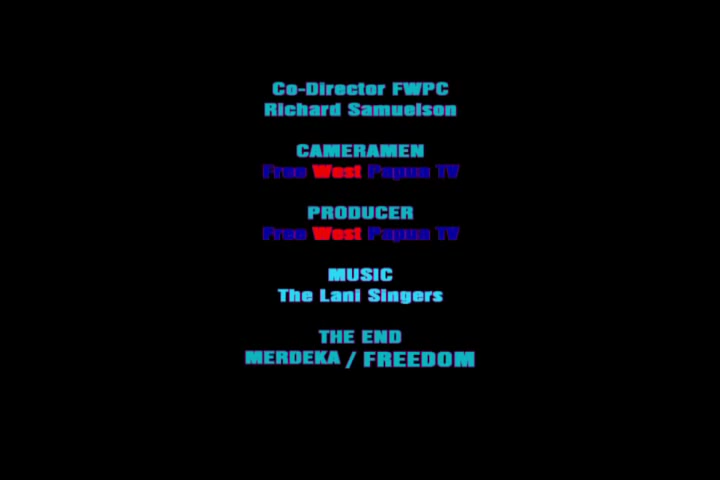 Co-Director FWPC
Richard Samuelson
CAMERAMEN
Free West Papua TV
PRODUCER
Free West Papua TV
MUSIC
The Lani Singers
THE END
MERDEKA / FREEDOM